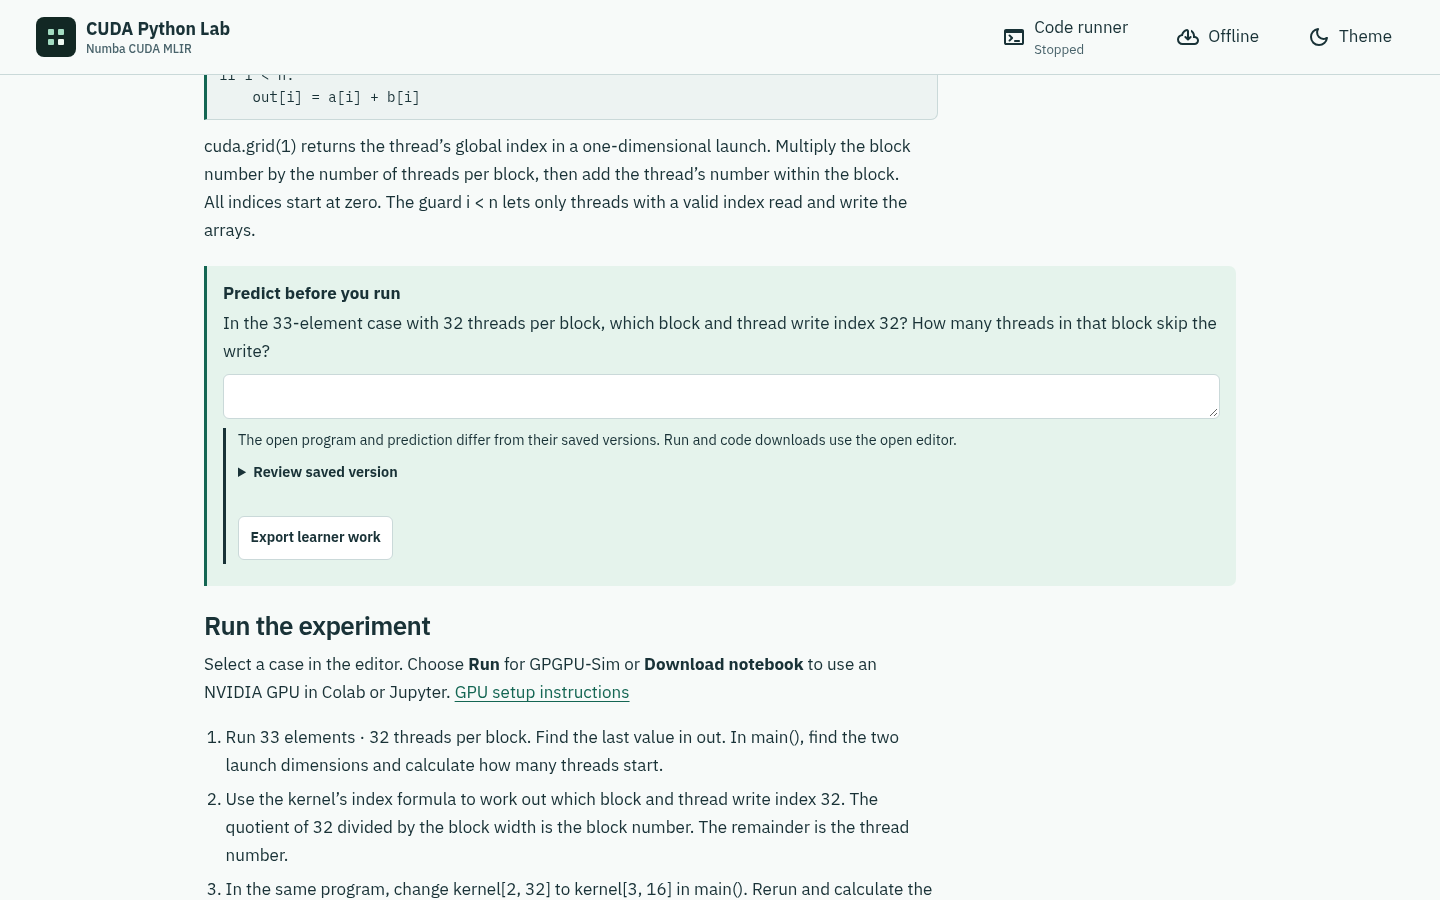 CUDA Python Lab
Numba CUDA MLIR
Code runner
Stopped
Offline
Theme
if i < n:
out[i] = a[i] + b[i]
cuda.grid(1) returns the thread’s global index in a one-dimensional launch. Multiply the block
number by the number of threads per block, then add the thread’s number within the block.
All indices start at zero. The guard i < n lets only threads with a valid index read and write the
arrays.
Predict before you run
In the 33-element case with 32 threads per block, which block and thread write index 32? How many threads in that block skip the
write?
The open program and prediction differ from their saved versions. Run and code downloads use the open editor.
Review saved version
Export learner work
Run the experiment
Select a case in the editor. Choose Run for GPGPU-Sim or Download notebook to use an
NVIDIA GPU in Colab or Jupyter. GPU setup instructions
1. Run 33 elements · 32 threads per block. Find the last value in out. In main(), find the two
launch dimensions and calculate how many threads start.
2. Use the kernel’s index formula to work out which block and thread write index 32. The
quotient of 32 divided by the block width is the block number. The remainder is the thread
number.
3. In the same program, change kernel[2, 32] to kernel[3, 16] in main(). Rerun and calculate the